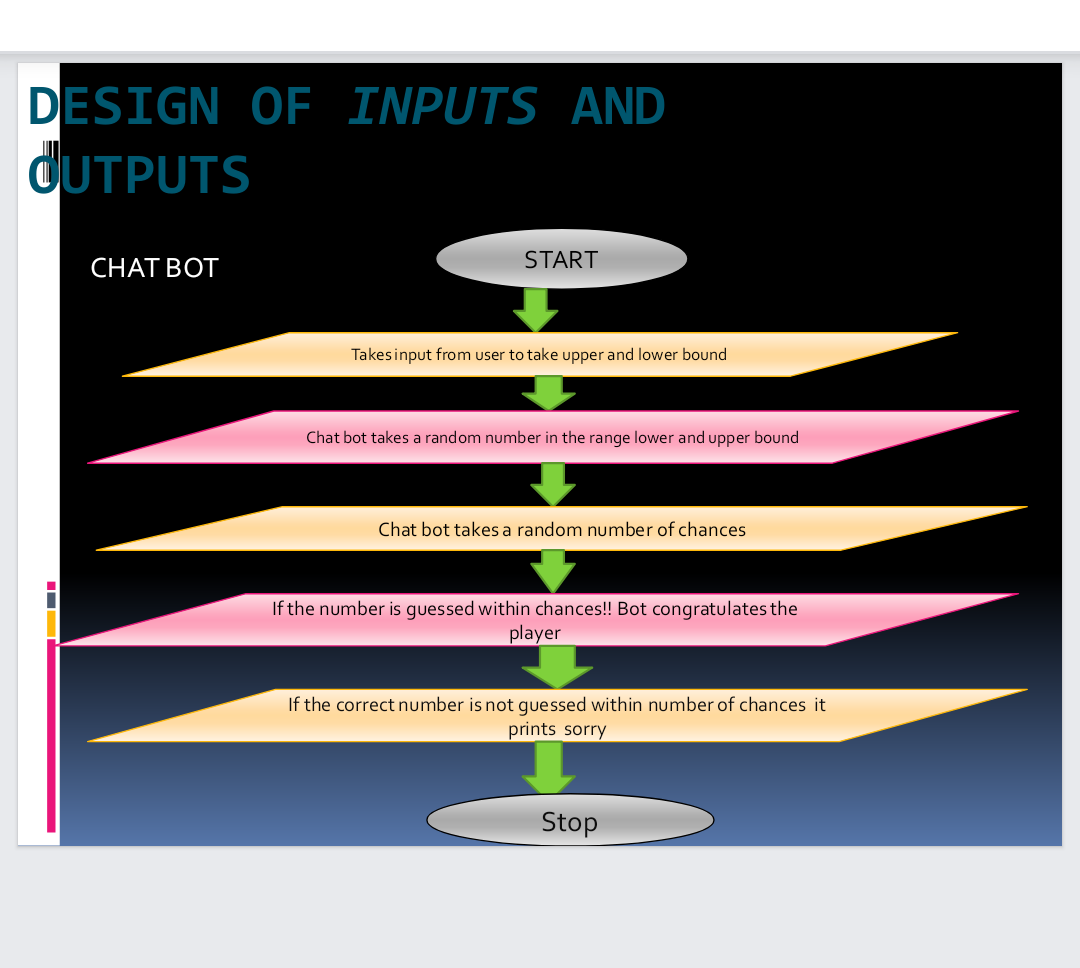 DESIGN OF INPUTS AND
OUTPUTS
CHAT BOT
START
Takes input from user to take upper and lower bound
Chat bot takes a random number in the range lower and upper bound
Chat bot takes a random number of chances
If the number is guessed within chances!! Bot congratulates the
player
If the correct number is not guessed within number of chances it
prints sorry
Stop